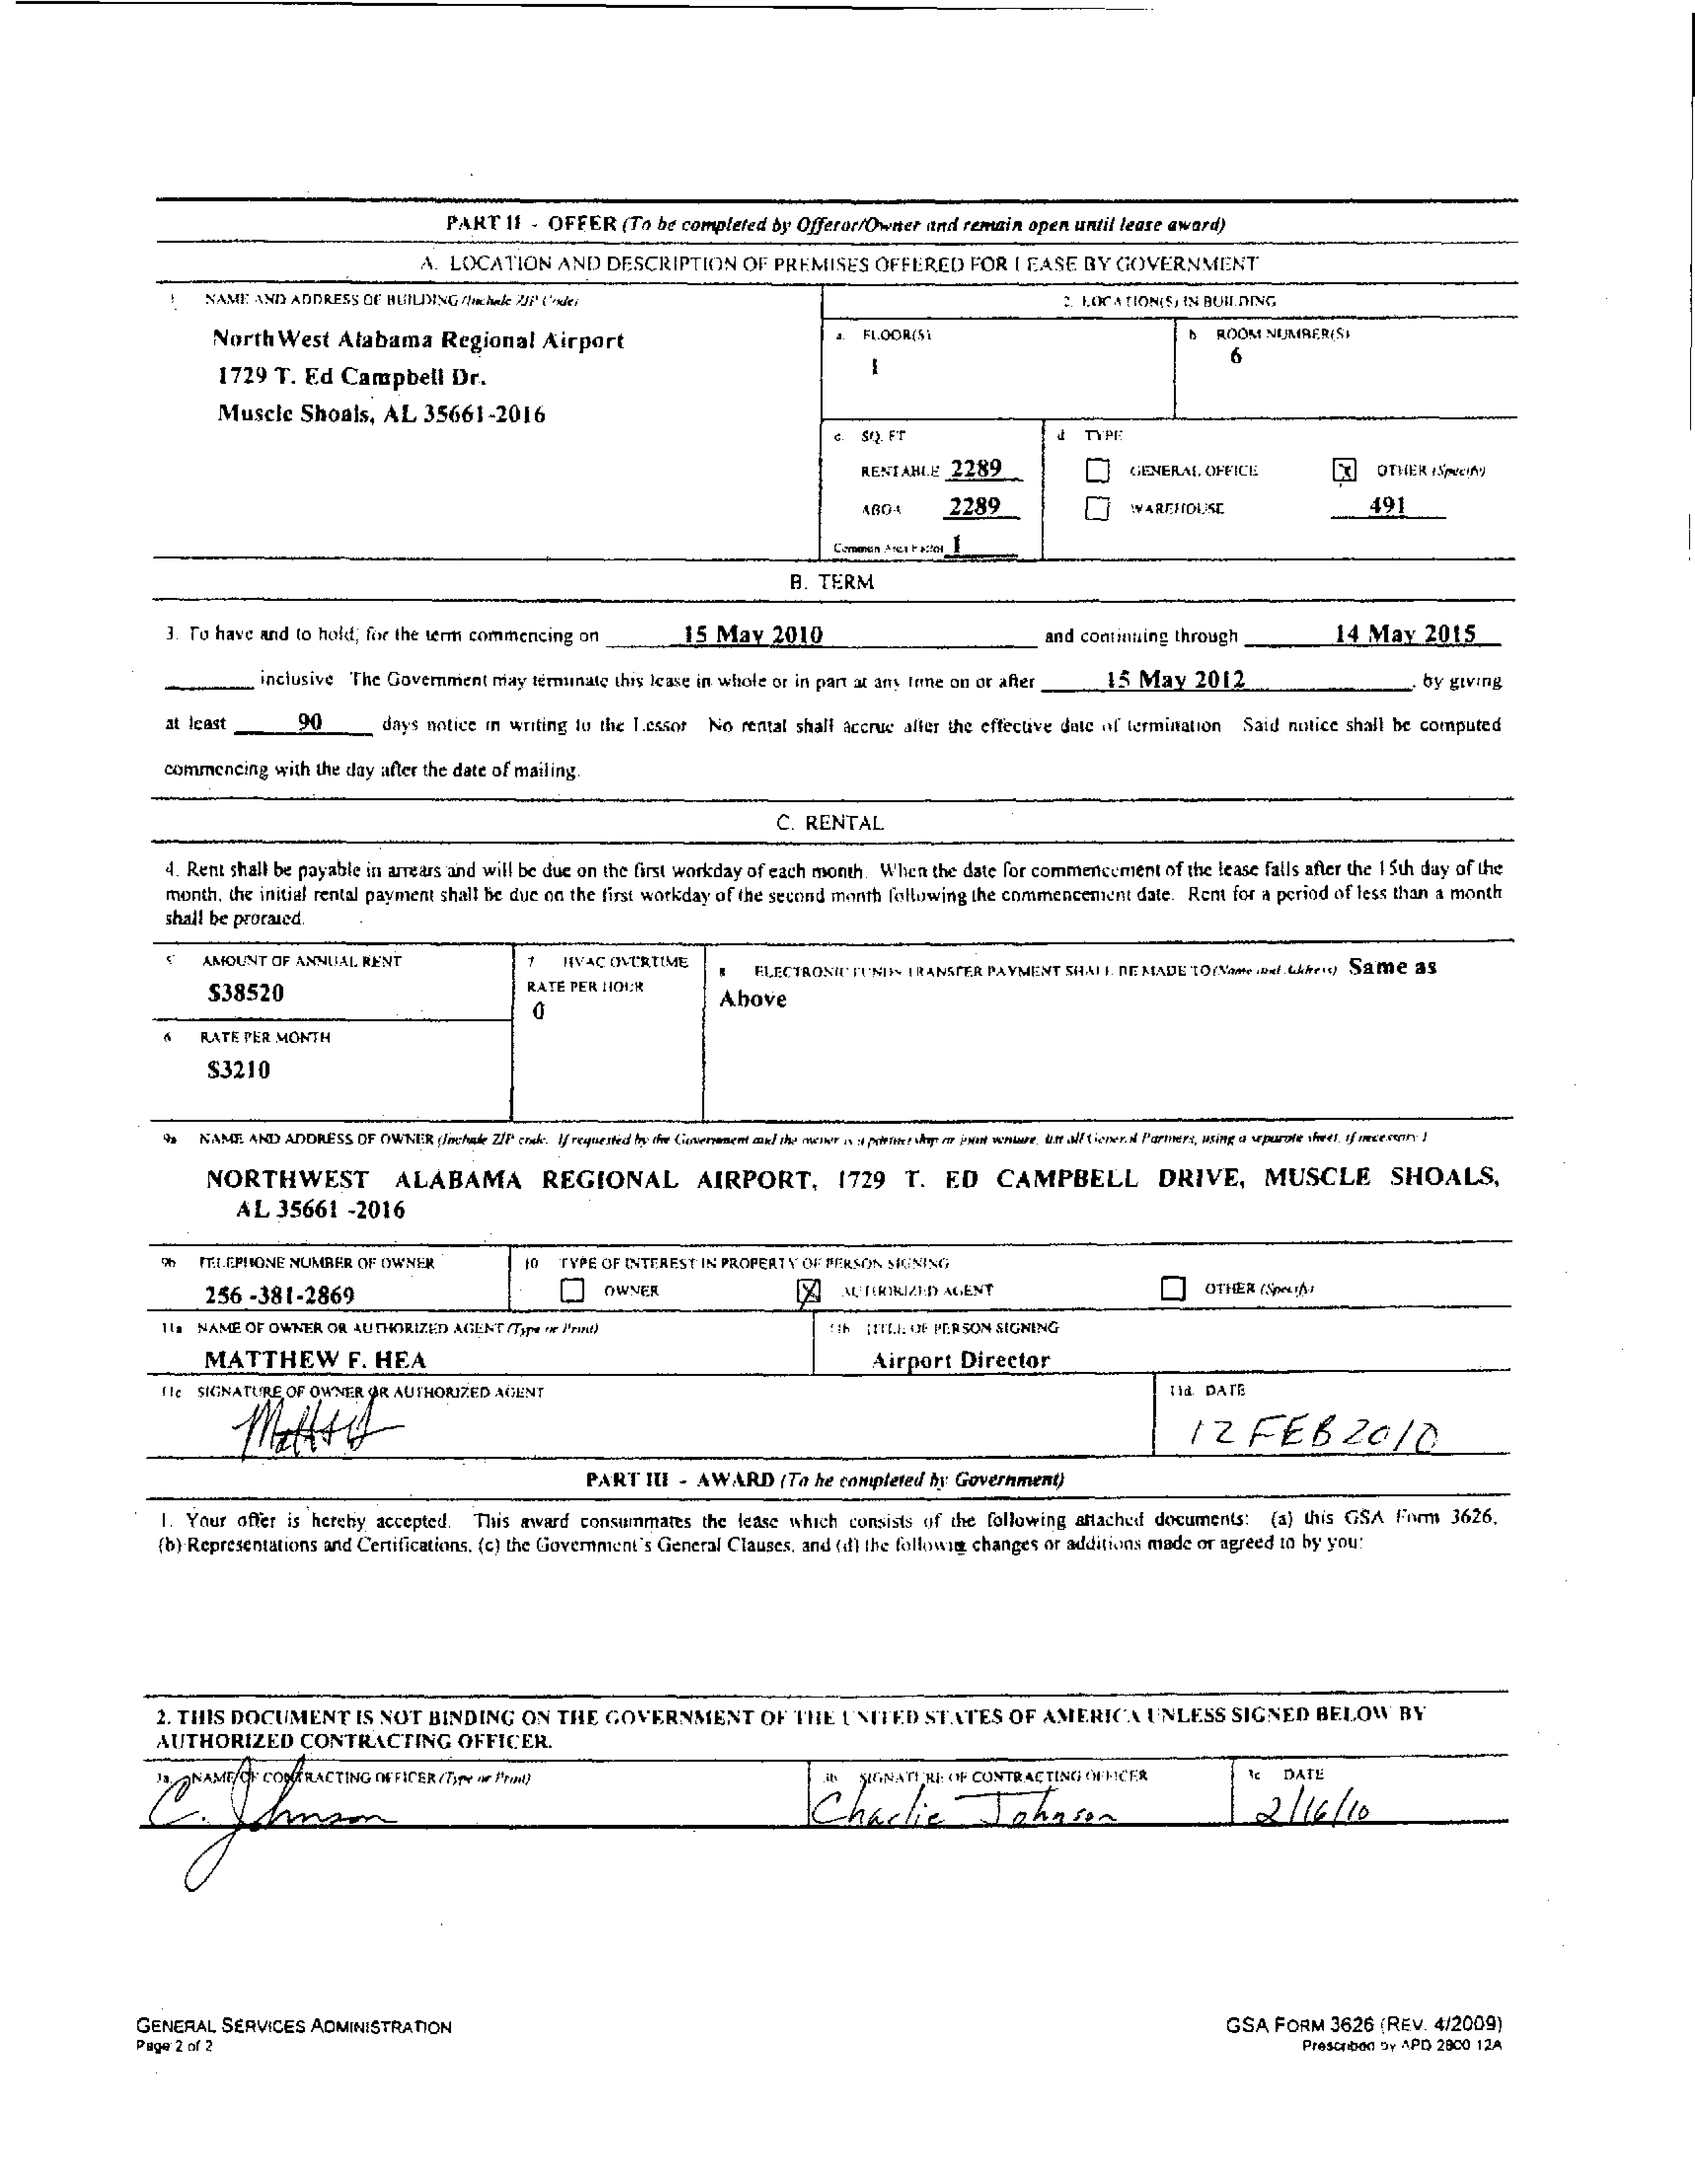 PART II - OFFER (To be completed by Offeror/Owner and remain open until lease award)
A. LOCATION AND DESCRIPTION OF PREMISES OFFERED FOR LEASE BY GOVERNMENT
1 NAME AND ADDRESS OF BUILDING (Include ZIP Code)
NorthWest Alabama Regional Airport
1729 T. Ed Campbell Dr.
Muscle Shoals, AL 35661-2016
2. LOCATION(S) IN BUILDING
a. FLOOR(S)
1
b ROOM NUMBER(S)
6
c. SQ. FT
RENTABLE 2289
ABOA 2289
Common Area Factor 1
d TYPE
GENERAL OFFICE
X OTHER (Specify)
WAREHOUSE
491
B. TERM
3. To have and to hold, for the term commencing on 15 May 2010 and continuing through 14 May 2015
inclusive The Government may terminate this lease in whole or in part at any time on or after 15 May 2012, by giving
at least 90 days notice in writing to the Lessor No rental shall accrue after the effective date of termination Said notice shall be computed
commencing with the day after the date of mailing.
C. RENTAL
4. Rent shall be payable in arrears and will be due on the first workday of each month. When the date for commencement of the lease falls after the 15th day of the
month, the initial rental payment shall be due on the first workday of the second month following the commencement date. Rent for a period of less than a month
shall be prorated.
5 AMOUNT OF ANNUAL RENT
$38520
6 RATE PER MONTH
$3210
7 HVAC OVERTIME
RATE PER HOUR
0
8 ELECTRONIC FUNDS TRANSFER PAYMENT SHALL BE MADE TO (Name and Address) Same as
Above
9a NAME AND ADDRESS OF OWNER (Include ZIP code. If requested by the Government and the owner is a partnership or joint venture, list all General Partners, using a separate sheet, if necessary.)
NORTHWEST ALABAMA REGIONAL AIRPORT, 1729 T. ED CAMPBELL DRIVE, MUSCLE SHOALS,
AL 35661 -2016
9b TELEPHONE NUMBER OF OWNER
256 -381-2869
10 TYPE OF INTEREST IN PROPERTY OF PERSON SIGNING
OWNER
X AUTHORIZED AGENT
OTHER (Specify)
11a NAME OF OWNER OR AUTHORIZED AGENT (Type or Print)
MATTHEW F. HEA
11b TITLE OF PERSON SIGNING
Airport Director
11c SIGNATURE OF OWNER OR AUTHORIZED AGENT
11d. DATE
12 FEB 2010
PART III - AWARD (To be completed by Government)
1. Your offer is hereby accepted. This award consummates the lease which consists of the following attached documents: (a) this GSA Form 3626,
(b) Representations and Certifications, (c) the Government's General Clauses, and (d) the followig changes or additions made or agreed to by you:
2. THIS DOCUMENT IS NOT BINDING ON THE GOVERNMENT OF THE UNITED STATES OF AMERICA UNLESS SIGNED BELOW BY
AUTHORIZED CONTRACTING OFFICER.
3a. NAME OF CONTRACTING OFFICER (Type or Print)
C. Johnson
3b SIGNATURE OF CONTRACTING OFFICER
Charlie Johnson
3c DATE
2/16/10
GENERAL SERVICES ADMINISTRATION
Page 2 of 2
GSA FORM 3626 (REV. 4/2009)
Prescribed by APD 2800 12A